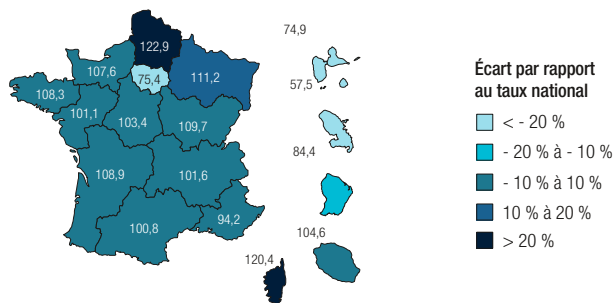 74,9
122,9
107,6
75,4
111,2
57,5
108,3
101,1
103,4
109,7
84,4
108,9
101,6
94,2
100,8
104,6
120,4
Écart par rapport
au taux national
< - 20 %
- 20 % à - 10 %
- 10 % à 10 %
10 % à 20 %
> 20 %